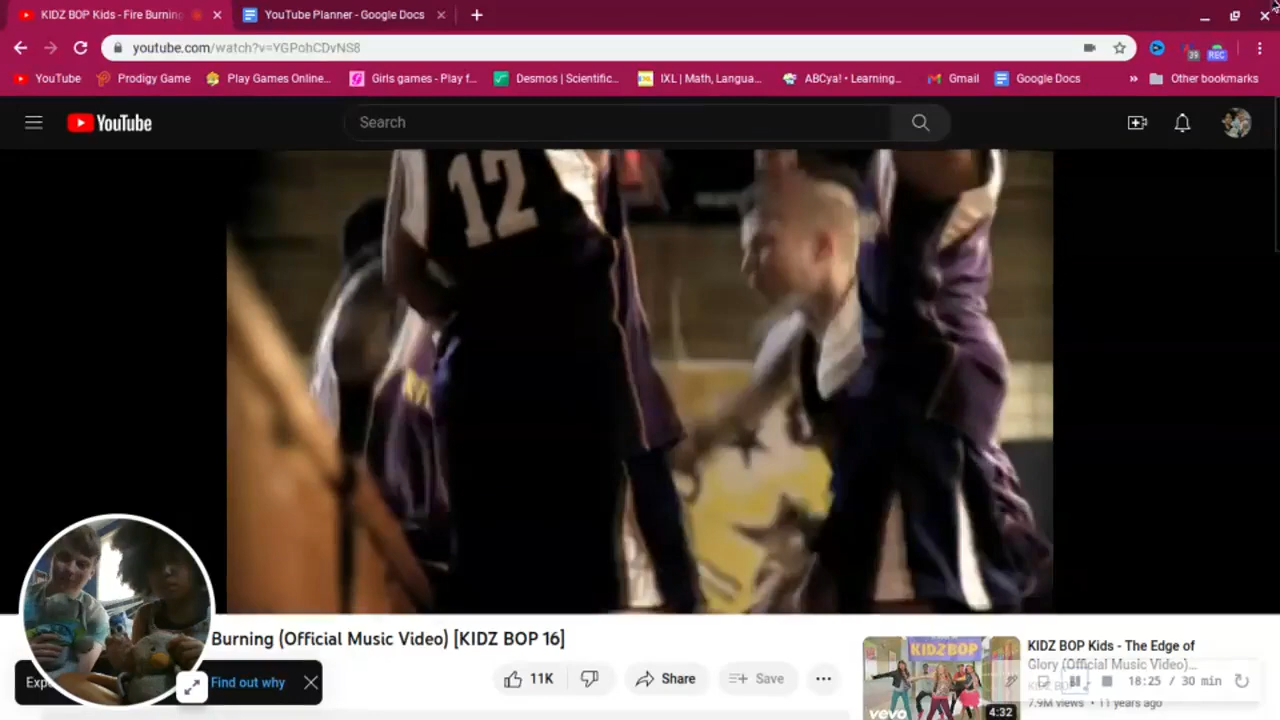 KIDZ BOP Kids - Fire Burning
YouTube Planner - Google Docs
youtube.com/watch?v=YGPohCDvNS8
39
REC
YouTube
Prodigy Game
Play Games Online...
Girls games - Play f...
Desmos | Scientific...
IXL | Math, Langua...
ABCya! • Learning...
Gmail
Google Docs
»
Other bookmarks
YouTube
Search
12
Burning (Official Music Video) [KIDZ BOP 16]
Find out why
11K
Share
Save
KIDZ BOP
vevo
4:32
KIDZ BOP Kids - The Edge of
Glory (Official Music Video)...
7.9M views • 11 years ago
18:25 / 30 min